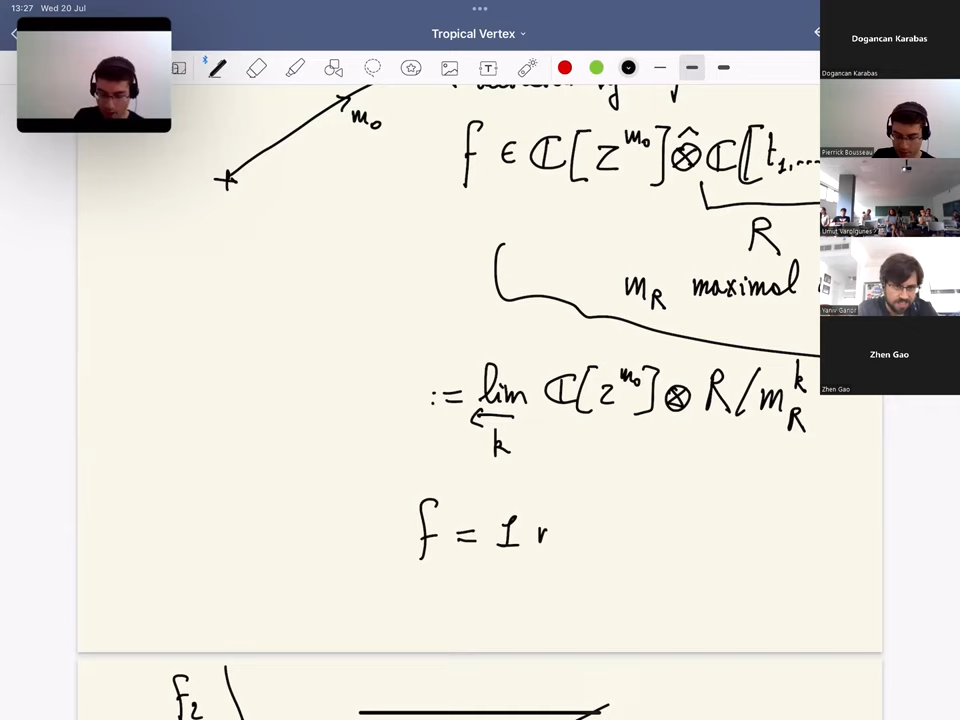 13:27 Wed 20 Jul
Tropical Vertex
Dogancan Karabas
Dogancan Karabas
Pierrick Bousseau
Umut Varolgunes
Yaniv Ganor
Zhen Gao
Zhen Gao
m₀
f ∈ ℂ[z^{m₀}] ⊗̂ ℂ[[t₁,...
R
m_R maximal
:= lim ℂ[z^{m₀}] ⊗ R/m_R^k
← k
f = 1
f₂